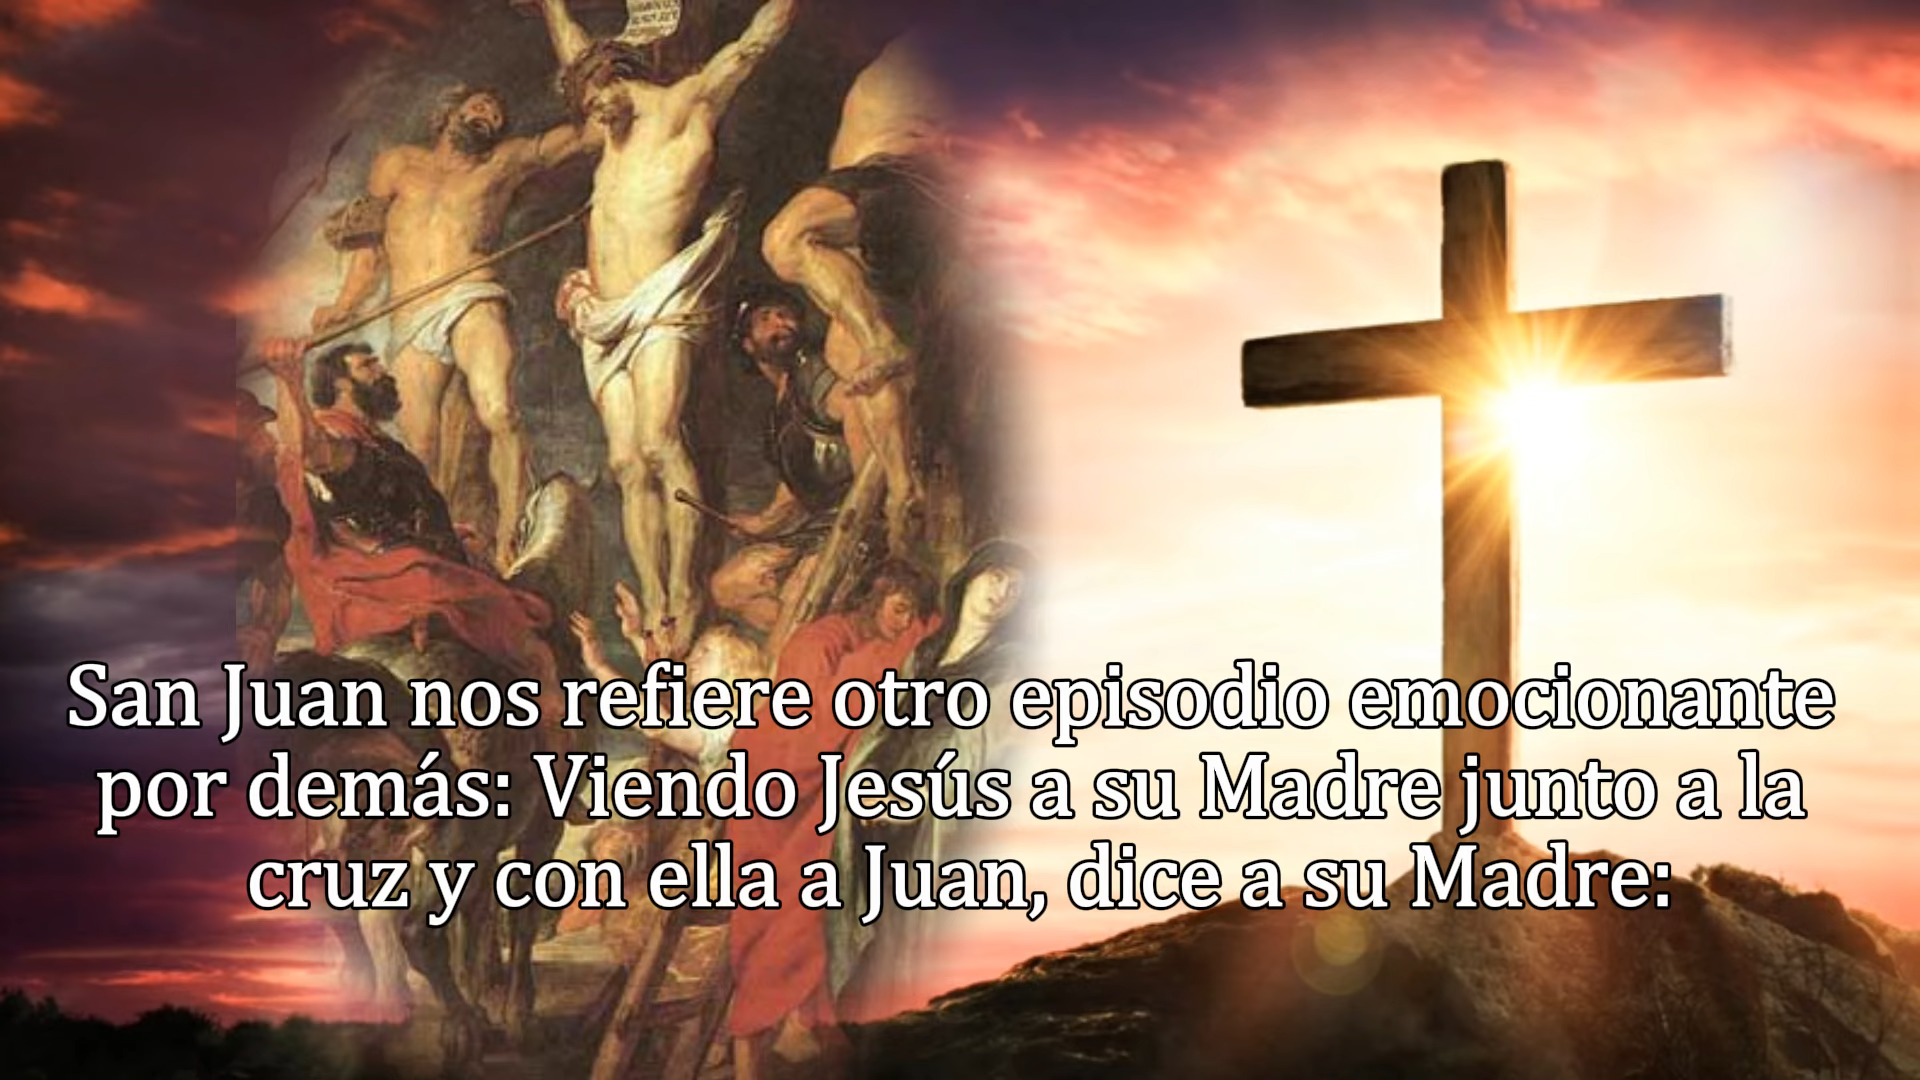 San Juan nos refiere otro episodio emocionante
por demás: Viendo Jesús a su Madre junto a la
cruz y con ella a Juan, dice a su Madre: